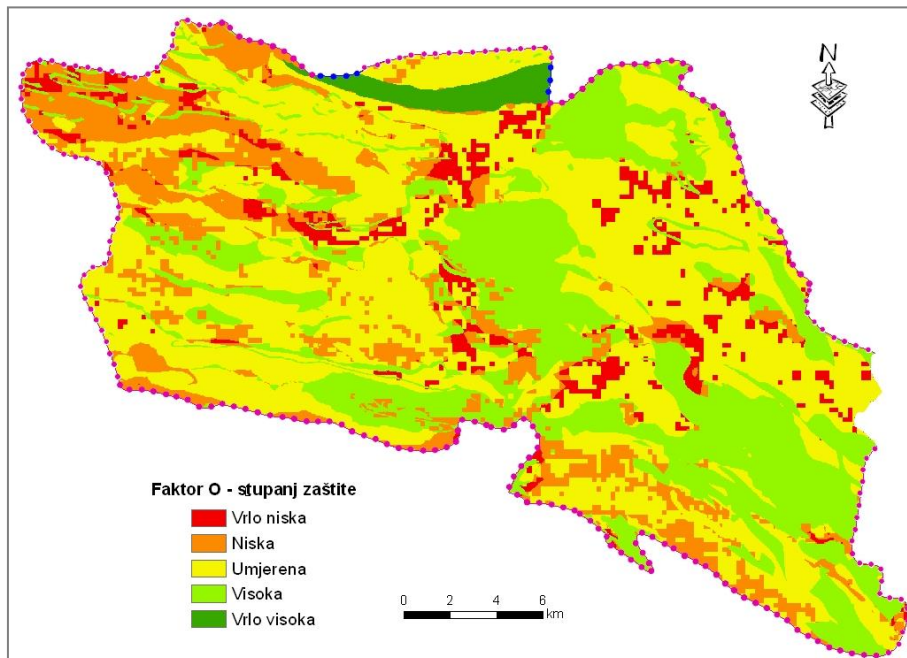 N
Faktor O - stupanj zaštite
Vrlo niska
Niska
Umjerena
Visoka
Vrlo visoka
0 2 4 6
km